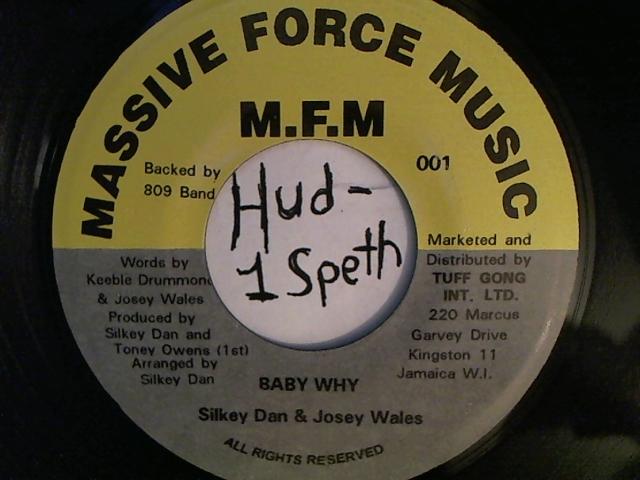 MASSIVE FORCE MUSIC
M.F.M
Backed by
809 Band
001
Hud-
1 Speth
Words by
Keeble Drummond
& Josey Wales
Produced by
Silkey Dan and
Toney Owens (1st)
Arranged by
Silkey Dan
Marketed and
Distributed by
TUFF GONG
INT. LTD.
220 Marcus
Garvey Drive
Kingston 11
Jamaica W.I.
BABY WHY
Silkey Dan & Josey Wales
ALL RIGHTS RESERVED